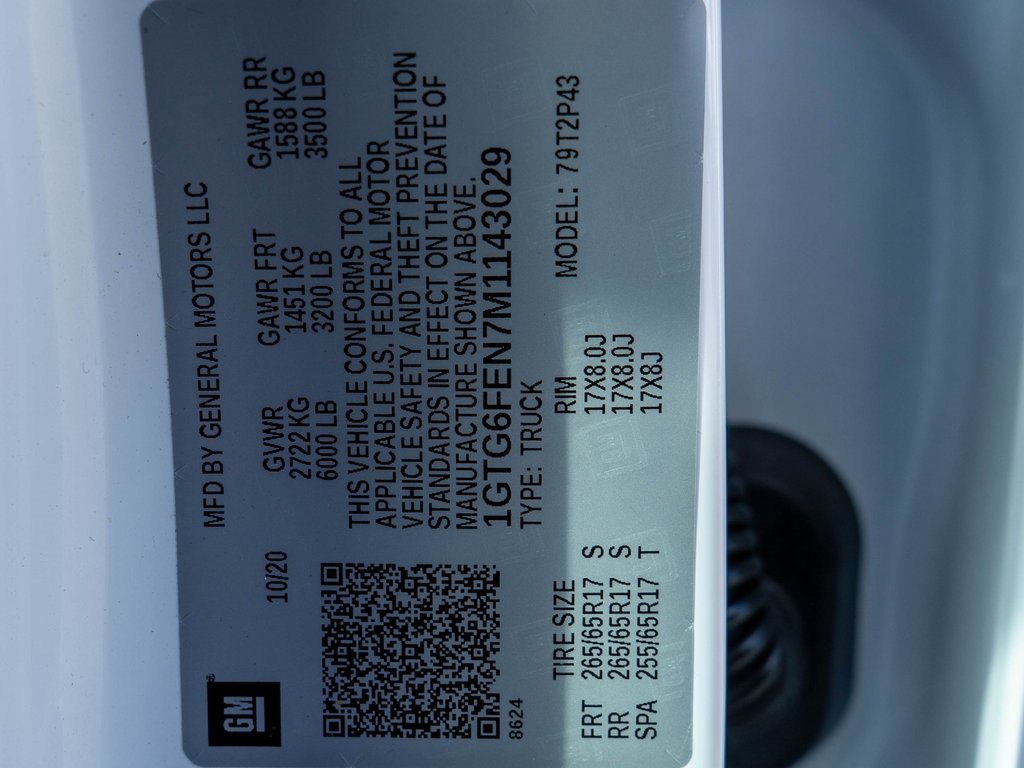 GM
MFD BY GENERAL MOTORS LLC
10/20
GVWR GAWR FRT GAWR RR
2722 KG 1451 KG 1588 KG
6000 LB 3200 LB 3500 LB
THIS VEHICLE CONFORMS TO ALL
APPLICABLE U.S. FEDERAL MOTOR
VEHICLE SAFETY AND THEFT PREVENTION
STANDARDS IN EFFECT ON THE DATE OF
MANUFACTURE SHOWN ABOVE.
1GTG6FEN7M1143029
8624
TYPE: TRUCK MODEL: 79T2P43
TIRE SIZE RIM
FRT 265/65R17 S 17X8.0J
RR 265/65R17 S 17X8.0J
SPA 255/65R17 T 17X8J